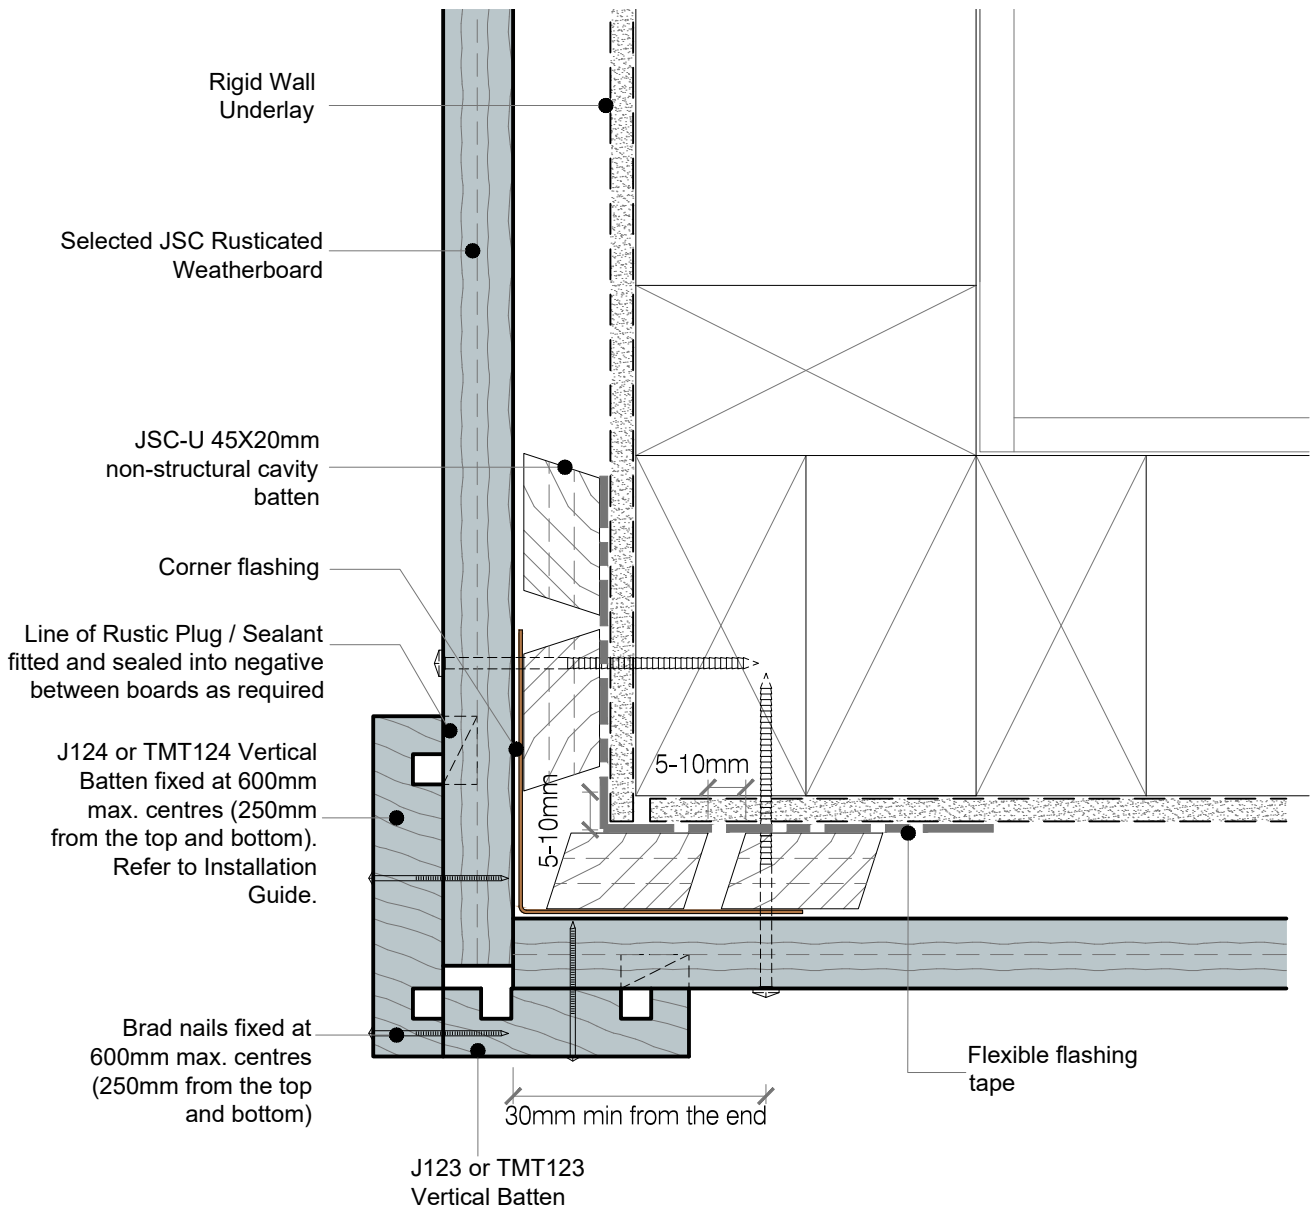 Rigid Wall
Underlay
Selected JSC Rusticated
Weatherboard
JSC-U 45X20mm
non-structural cavity
batten
Corner flashing
Line of Rustic Plug / Sealant
fitted and sealed into negative
between boards as required
J124 or TMT124 Vertical
Batten fixed at 600mm
max. centres (250mm
from the top and bottom).
Refer to Installation
Guide.
5-10mm
5-10mm
Brad nails fixed at
600mm max. centres
(250mm from the top
and bottom)
Flexible flashing
tape
30mm min from the end
J123 or TMT123
Vertical Batten